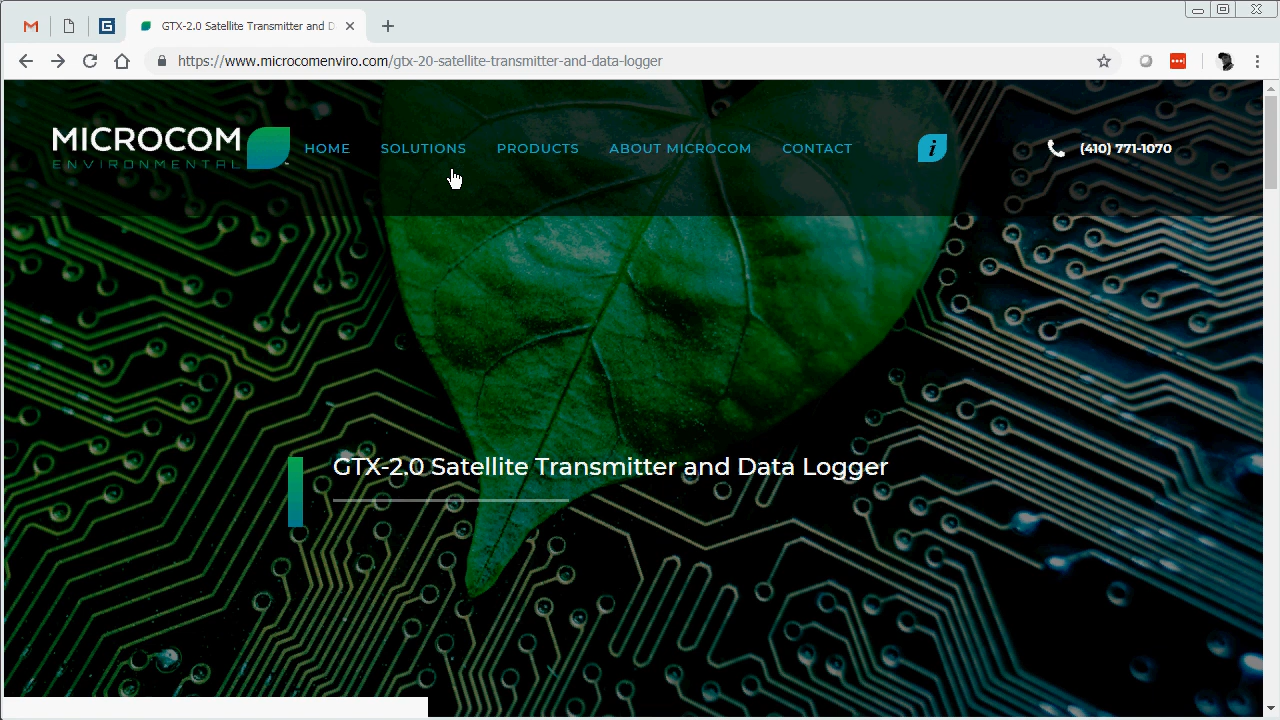 GTX-2.0 Satellite Transmitter and D
https://www.microcomenviro.com/gtx-20-satellite-transmitter-and-data-logger
MICROCOM
ENVIRONMENTAL
HOME SOLUTIONS PRODUCTS ABOUT MICROCOM CONTACT i (410) 771-1070
GTX-2.0 Satellite Transmitter and Data Logger